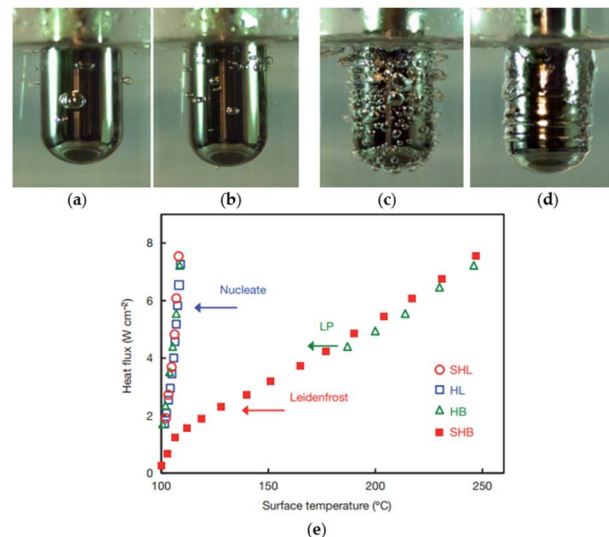 (a) (b) (c) (d)
8
6
4
2
0
Heat flux (W cm⁻²)
Nucleate
LP
Leidenfrost
SHL
HL
HB
SHB
100 150 200 250
Surface temperature (°C)
(e)